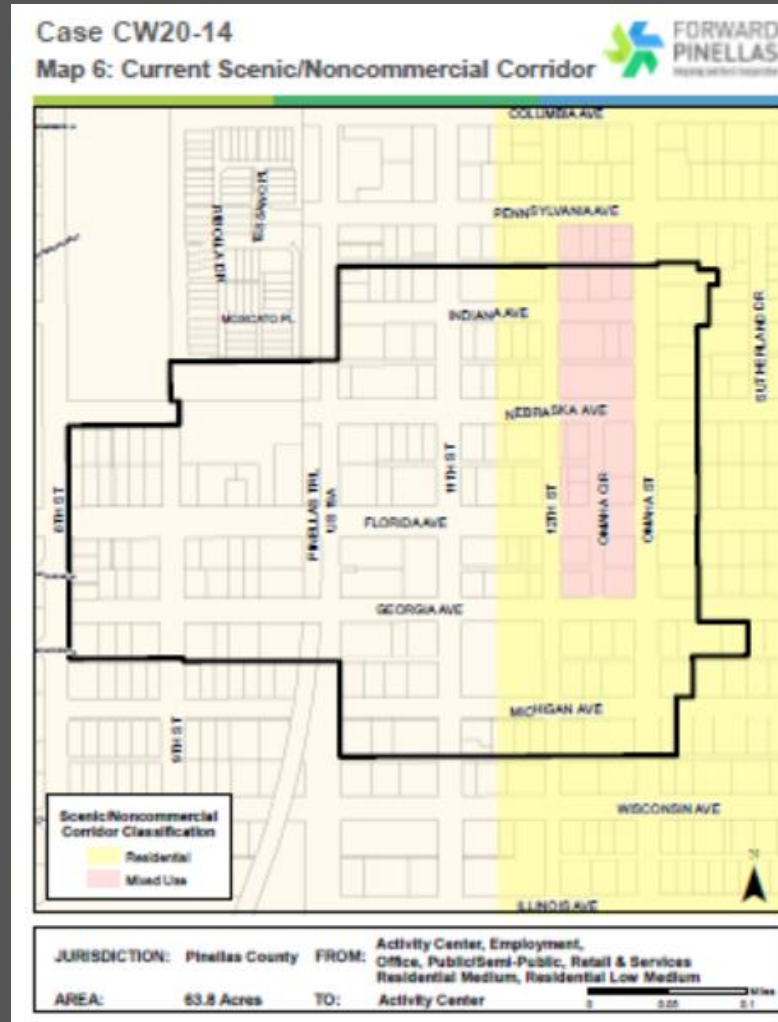 Case CW20-14
Map 6: Current Scenic/Noncommercial Corridor
FORWARD
PINELLAS
COLUMBIA AVE
PENNSYLVANIA AVE
INDIANA AVE
NEBRASKA AVE
SUTHERLAND DR
MOSCATO PL
6TH ST
PINELLAS TRL
US 19A
11TH ST
12TH ST
OMAHA CIR
OMAHA ST
FLORIDA AVE
GEORGIA AVE
9TH ST
MICHIGAN AVE
WISCONSIN AVE
ILLINOIS AVE
Scenic/Noncommercial
Corridor Classification
Residential
Mixed Use
JURISDICTION: Pinellas County
FROM: Activity Center, Employment,
Office, Public/Semi-Public, Retail & Services
Residential Medium, Residential Low Medium
AREA: 63.8 Acres
TO: Activity Center
Miles
0 0.05 0.1